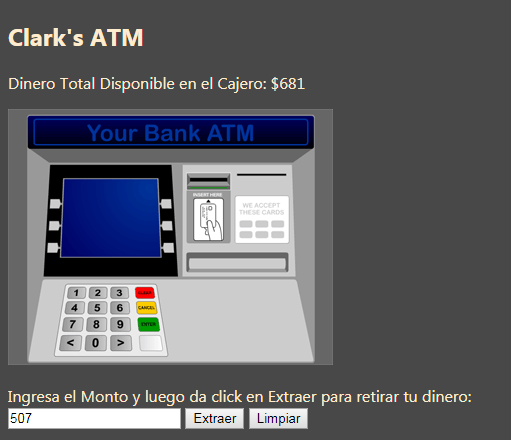 Clark's ATM
Dinero Total Disponible en el Cajero: $681
Your Bank ATM
INSERT HERE
WE ACCEPT
THESE CARDS
1 2 3
4 5 6 CANCEL
7 8 9 ENTER
< 0 >
Ingresa el Monto y luego da click en Extraer para retirar tu dinero:
507 Extraer Limpiar